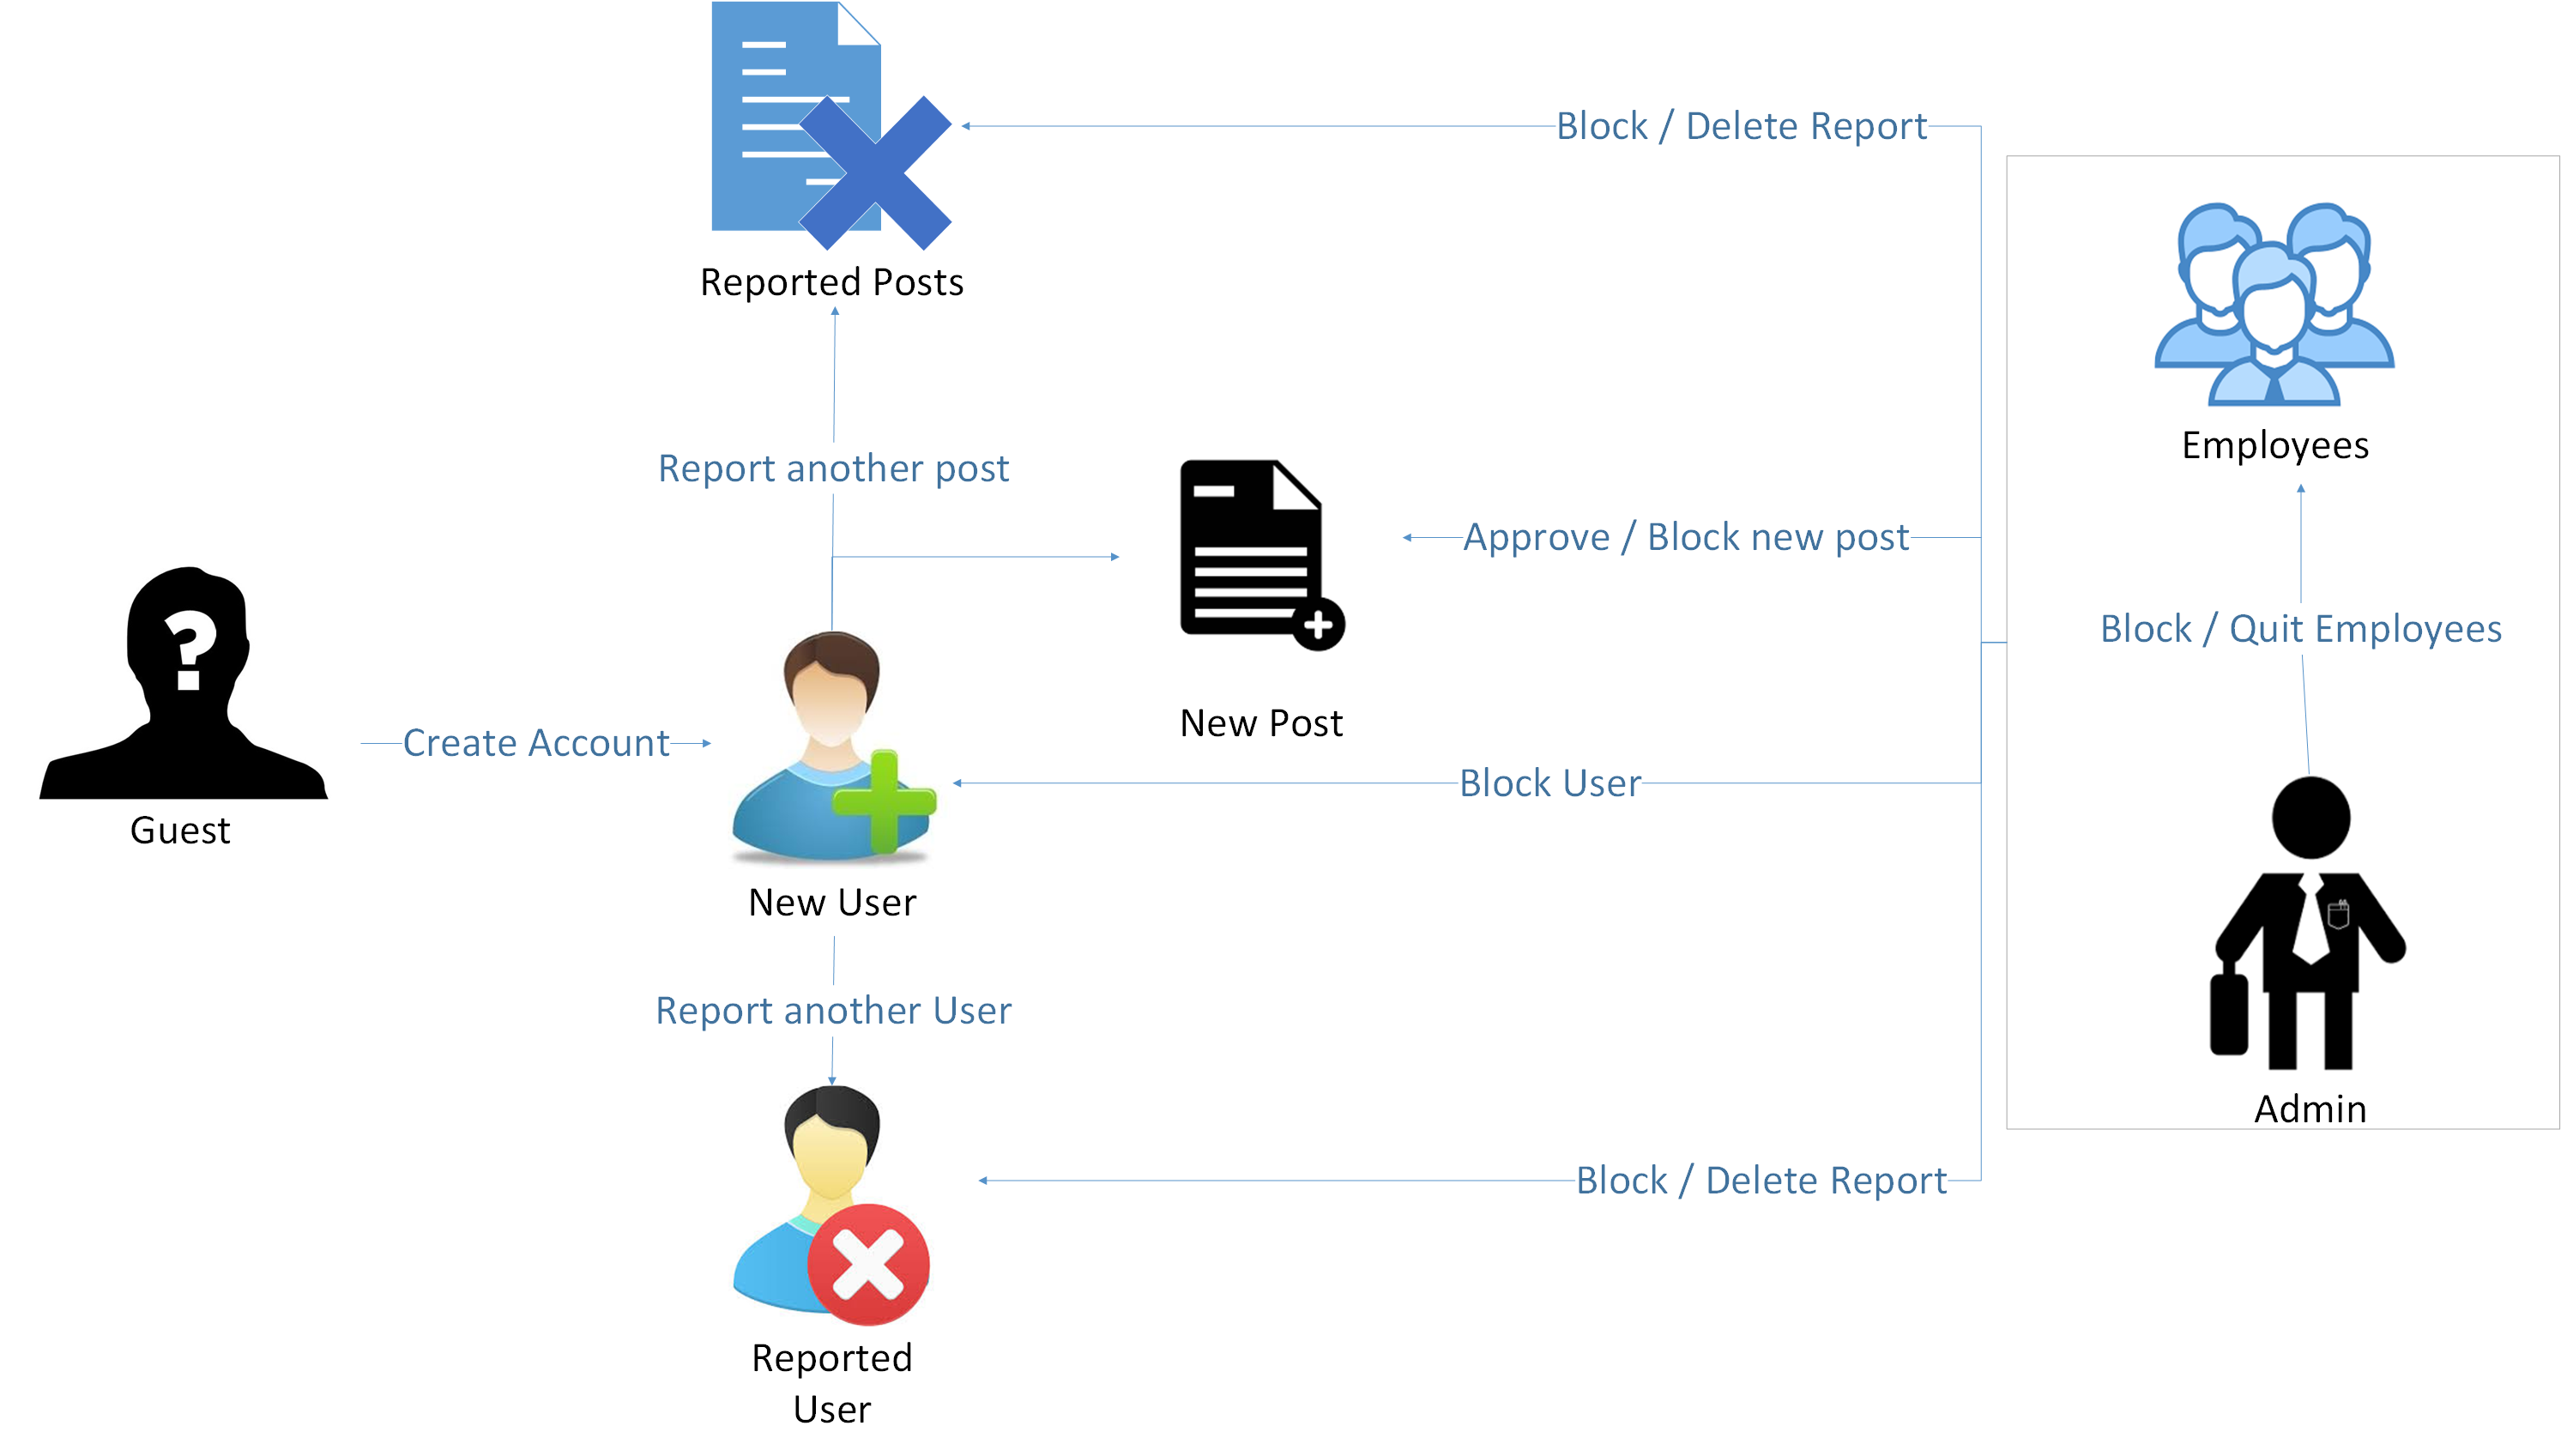 Block / Delete Report
Reported Posts
Employees
Report another post
Approve / Block new post
?
Block / Quit Employees
New Post
Create Account
Block User
Guest
New User
Report another User
Admin
Block / Delete Report
Reported
User